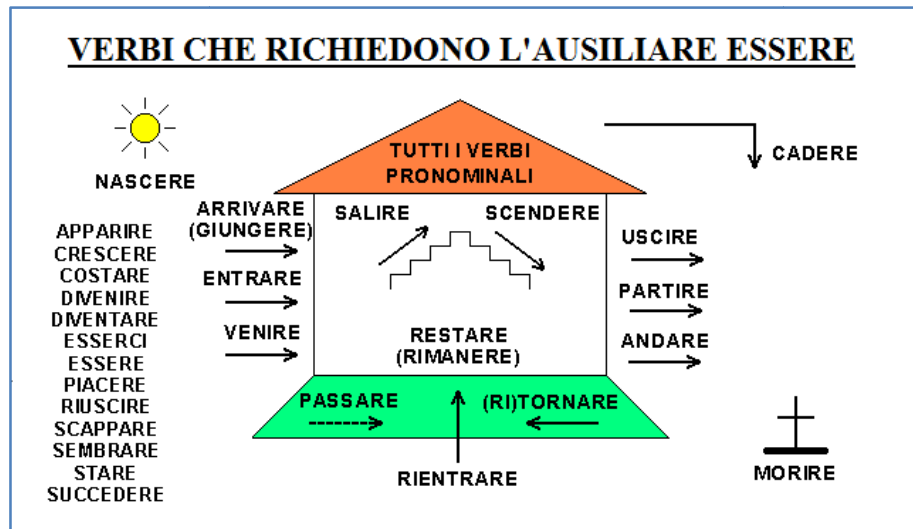 VERBI CHE RICHIEDONO L'AUSILIARE ESSERE
NASCERE
APPARIRE
CRESCERE
COSTARE
DIVENIRE
DIVENTARE
ESSERCI
ESSERE
PIACERE
RIUSCIRE
SCAPPARE
SEMBRARE
STARE
SUCCEDERE
ARRIVARE
(GIUNGERE)
ENTRARE
VENIRE
TUTTI I VERBI
PRONOMINALI
SALIRE
SCENDERE
RESTARE
(RIMANERE)
PASSARE
(RI)TORNARE
RIENTRARE
CADERE
USCIRE
PARTIRE
ANDARE
MORIRE